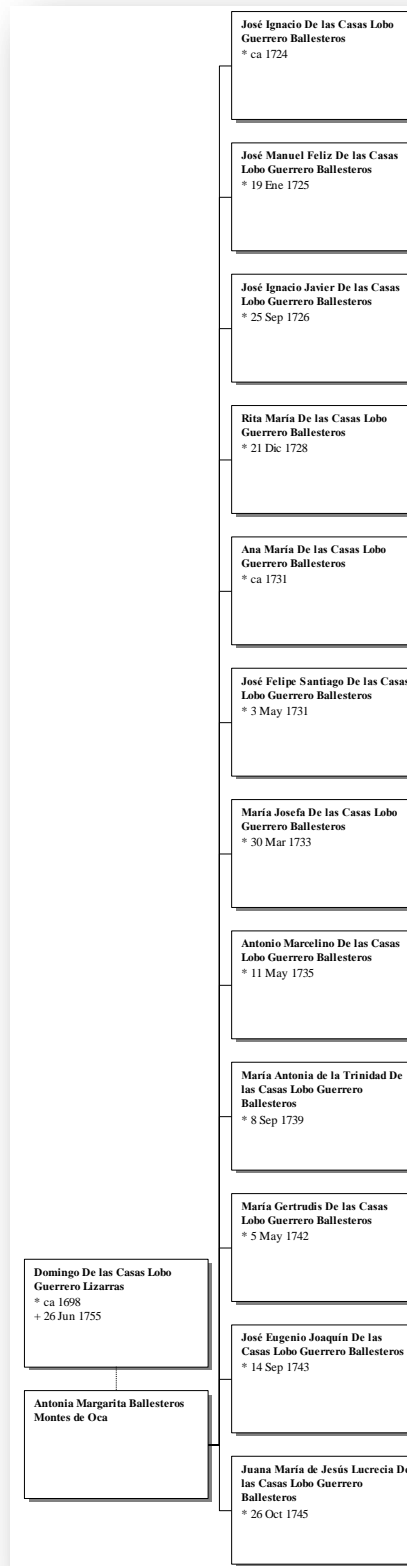 José Ignacio De las Casas Lobo
Guerrero Ballesteros
* ca 1724
José Manuel Feliz De las Casas
Lobo Guerrero Ballesteros
* 19 Ene 1725
José Ignacio Javier De las Casas
Lobo Guerrero Ballesteros
* 25 Sep 1726
Rita María De las Casas Lobo
Guerrero Ballesteros
* 21 Dic 1728
Ana María De las Casas Lobo
Guerrero Ballesteros
* ca 1731
José Felipe Santiago De las Casas
Lobo Guerrero Ballesteros
* 3 May 1731
María Josefa De las Casas Lobo
Guerrero Ballesteros
* 30 Mar 1733
Antonio Marcelino De las Casas
Lobo Guerrero Ballesteros
* 11 May 1735
María Antonia de la Trinidad De
las Casas Lobo Guerrero
Ballesteros
* 8 Sep 1739
María Gertrudis De las Casas
Lobo Guerrero Ballesteros
* 5 May 1742
Domingo De las Casas Lobo
Guerrero Lizarras
* ca 1698
+ 26 Jun 1755
José Eugenio Joaquín De las
Casas Lobo Guerrero Ballesteros
* 14 Sep 1743
Antonia Margarita Ballesteros
Montes de Oca
Juana María de Jesús Lucrecia De
las Casas Lobo Guerrero
Ballesteros
* 26 Oct 1745